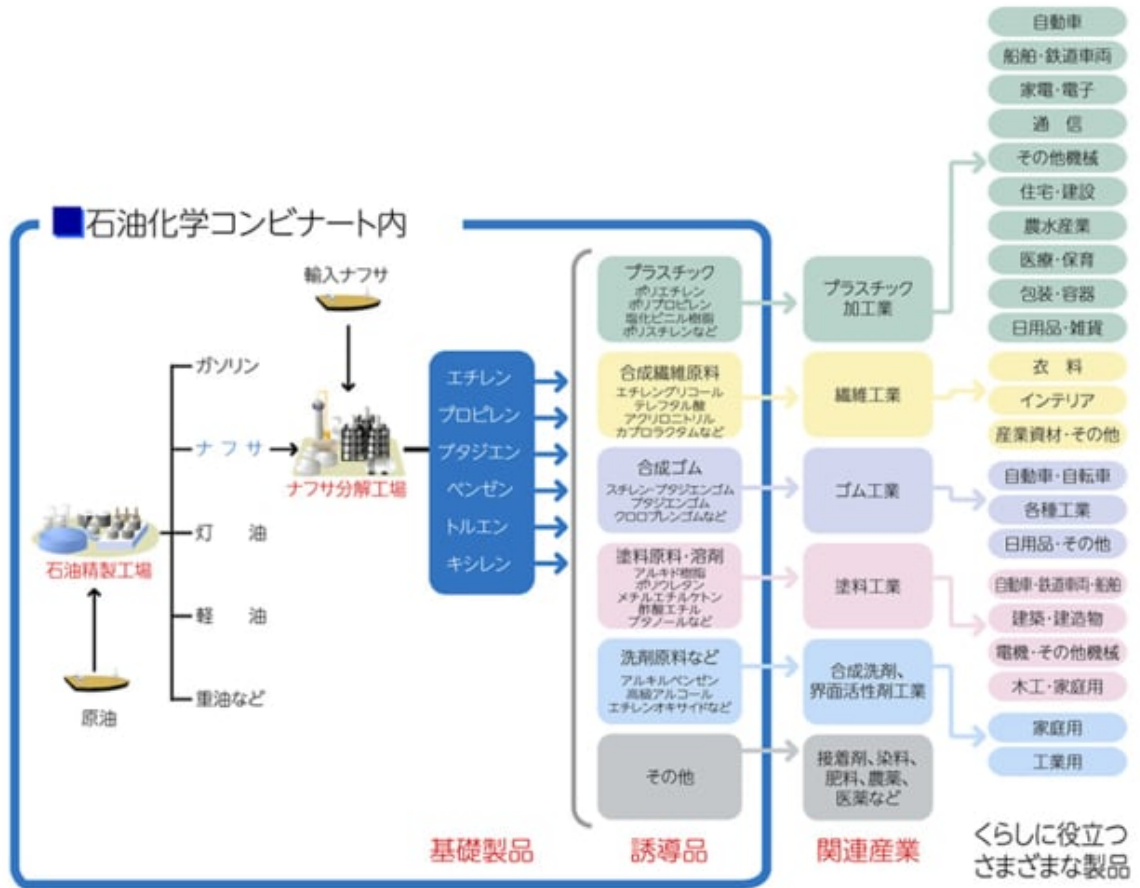 ■石油化学コンビナート内
輸入ナフサ
ガソリン
ナフサ
灯 油
軽 油
重油など
ナフサ分解工場
石油精製工場
原油
エチレン
プロピレン
ブタジエン
ベンゼン
トルエン
キシレン
基礎製品
プラスチック
ポリエチレン
ポリプロピレン
塩化ビニル樹脂
ポリスチレンなど
合成繊維原料
エチレングリコール
テレフタル酸
アクリロニトリル
カプロラクタムなど
合成ゴム
スチレン・ブタジエンゴム
ブタジエンゴム
クロロプレンゴムなど
塗料原料・溶剤
アルキド樹脂
ポリウレタン
メチルエチルケトン
酢酸エチル
ブタノールなど
洗剤原料など
アルキルベンゼン
高級アルコール
エチレンオキサイドなど
その他
誘導品
プラスチック
加工業
繊維工業
ゴム工業
塗料工業
合成洗剤、
界面活性剤工業
接着剤、染料、
肥料、農薬、
医薬など
関連産業
自動車
船舶・鉄道車両
家電・電子
通 信
その他機械
住宅・建設
農水産業
医療・保育
包装・容器
日用品・雑貨
衣 料
インテリア
産業資材・その他
自動車・自転車
各種工業
日用品・その他
自動車・鉄道車両・船舶
建築・建造物
電機・その他機械
木工・家庭用
家庭用
工業用
くらしに役立つ
さまざまな製品